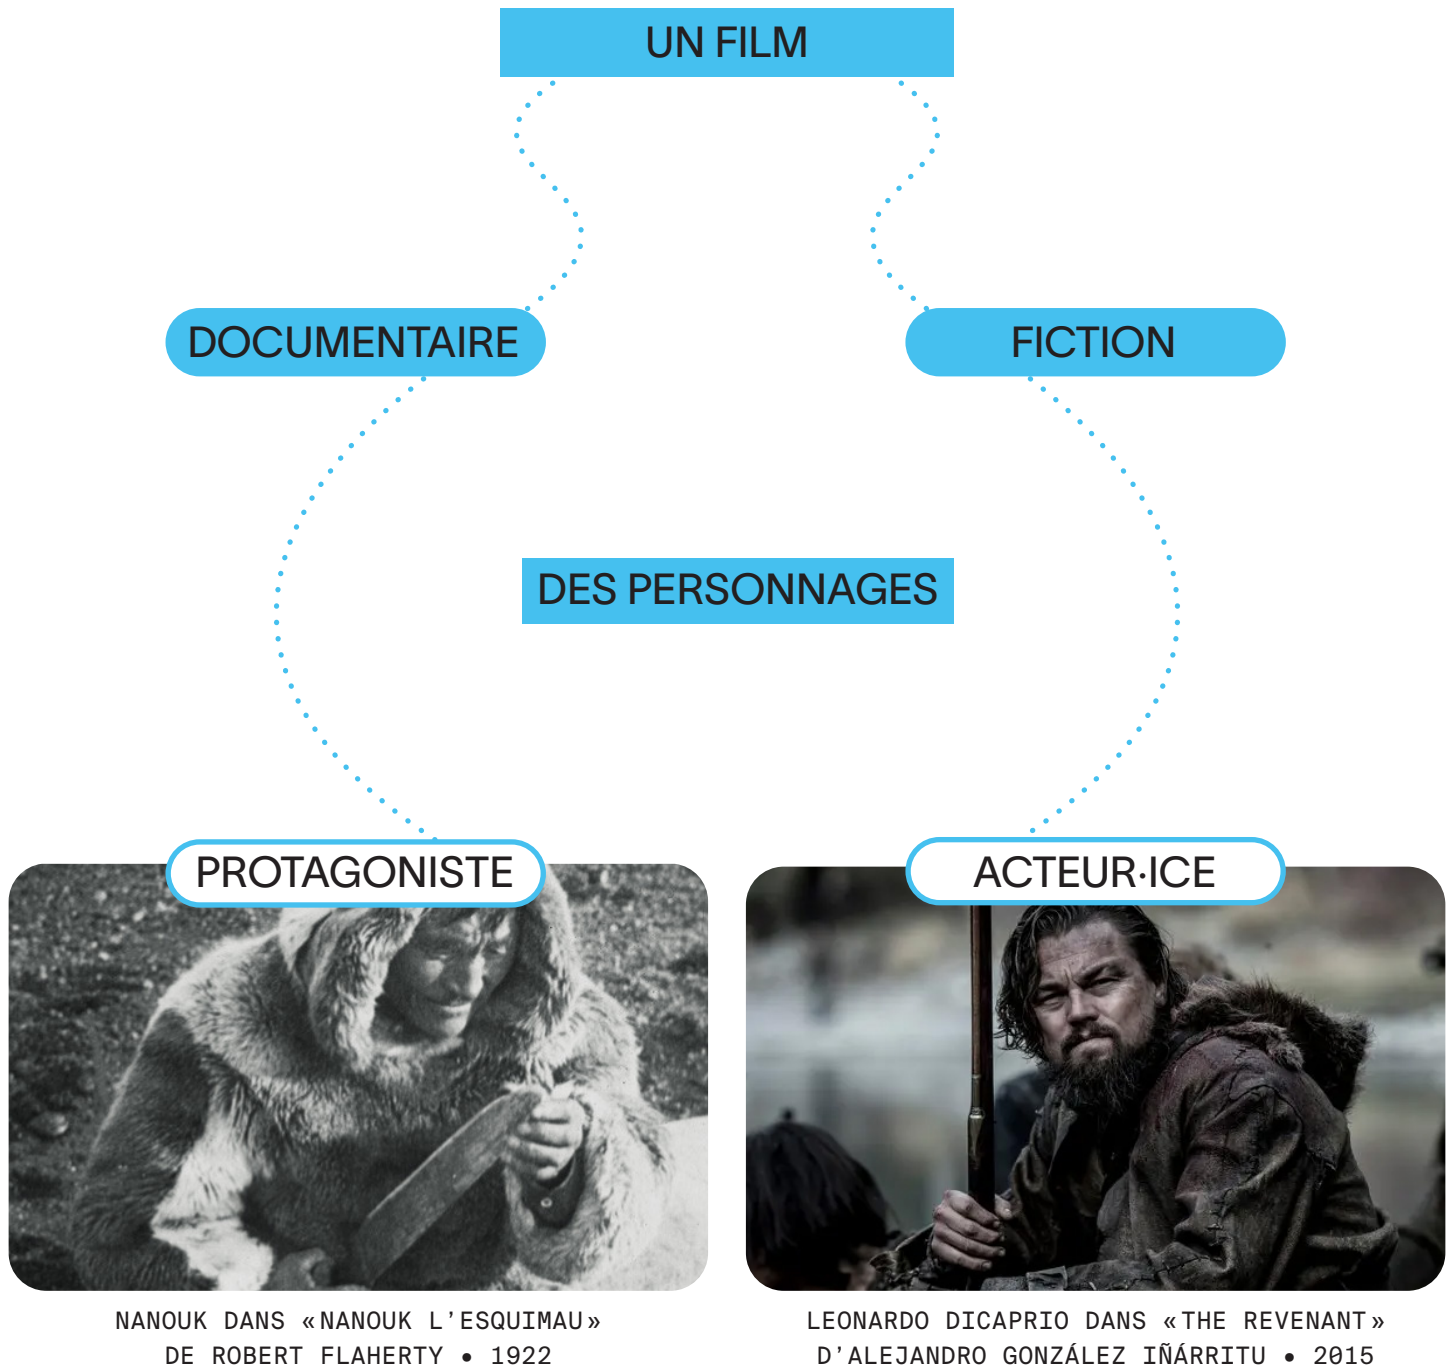 UN FILM
DOCUMENTAIRE
FICTION
DES PERSONNAGES
PROTAGONISTE
ACTEUR·ICE
NANOUK DANS «NANOUK L'ESQUIMAU»
DE ROBERT FLAHERTY • 1922
LEONARDO DICAPRIO DANS «THE REVENANT»
D'ALEJANDRO GONZÁLEZ IÑÁRRITU • 2015